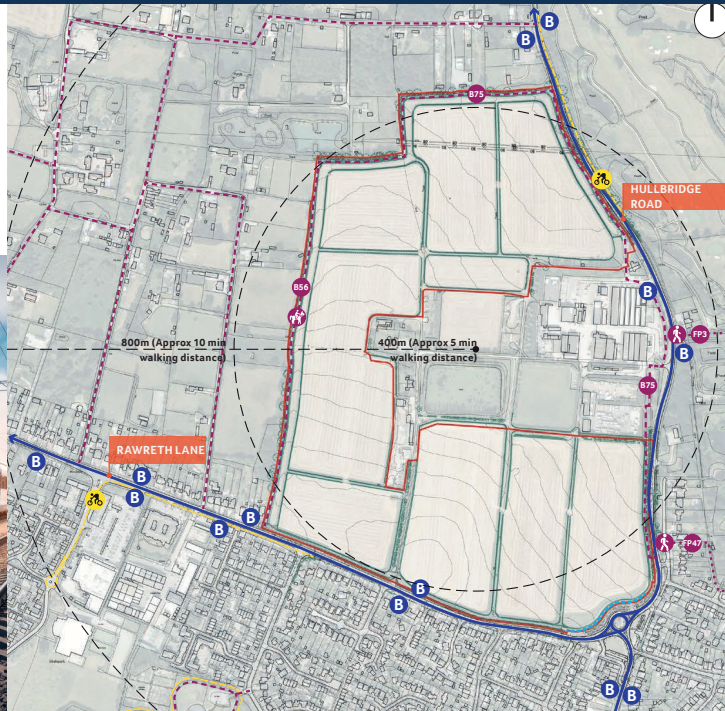 B
B
B75
HULLBRIDGE
ROAD
B56
B
800m (Approx 10 min
walking distance)
400m (Approx 5 min
walking distance)
FP3
B
B75
RAWRETH LANE
B
B
B
B
B
FP47
B
B
B
B